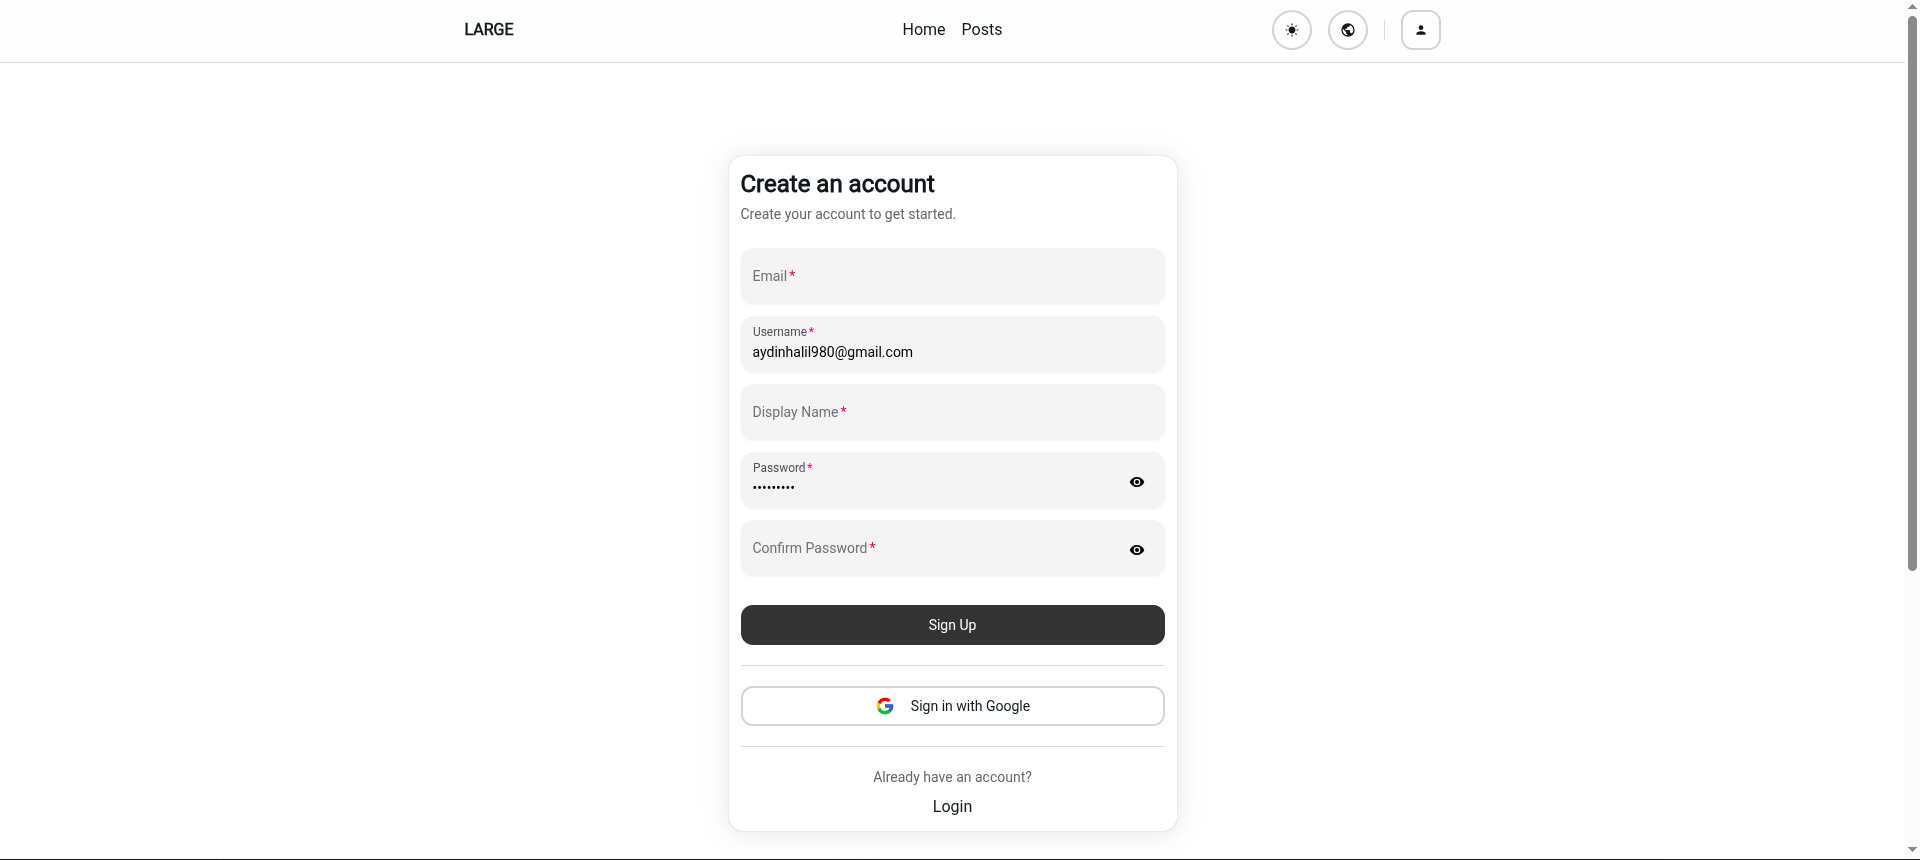 LARGE
Home
Posts
Create an account
Create your account to get started.
Email*
Username*
aydinhalil980@gmail.com
Display Name*
Password*
•••••••••
Confirm Password*
Sign Up
Sign in with Google
Already have an account?
Login